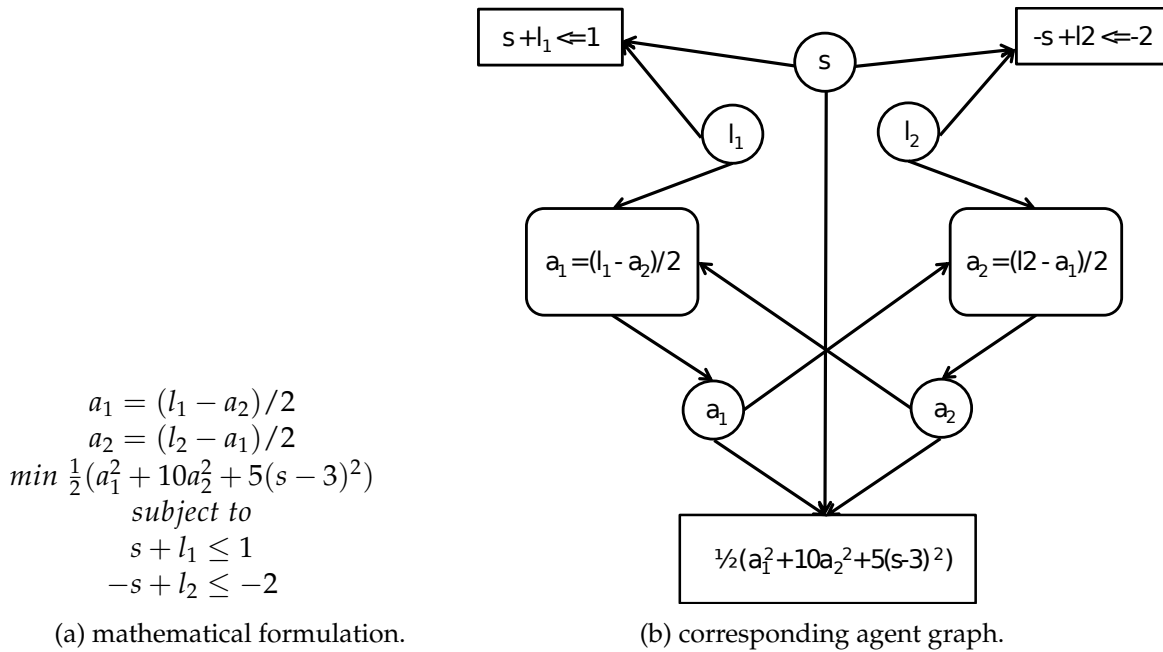 s+l₁<=1
s
-s+l2<=-2
l₁
l₂
a₁=(l₁-a₂)/2
a₂=(l2-a₁)/2
a₁
a₂
½(a₁²+10a₂²+5(s-3)²)
a₁ = (l₁ − a₂)/2
a₂ = (l₂ − a₁)/2
min ½(a₁² + 10a₂² + 5(s − 3)²)
subject to
s + l₁ ≤ 1
−s + l₂ ≤ −2
(a) mathematical formulation.
(b) corresponding agent graph.